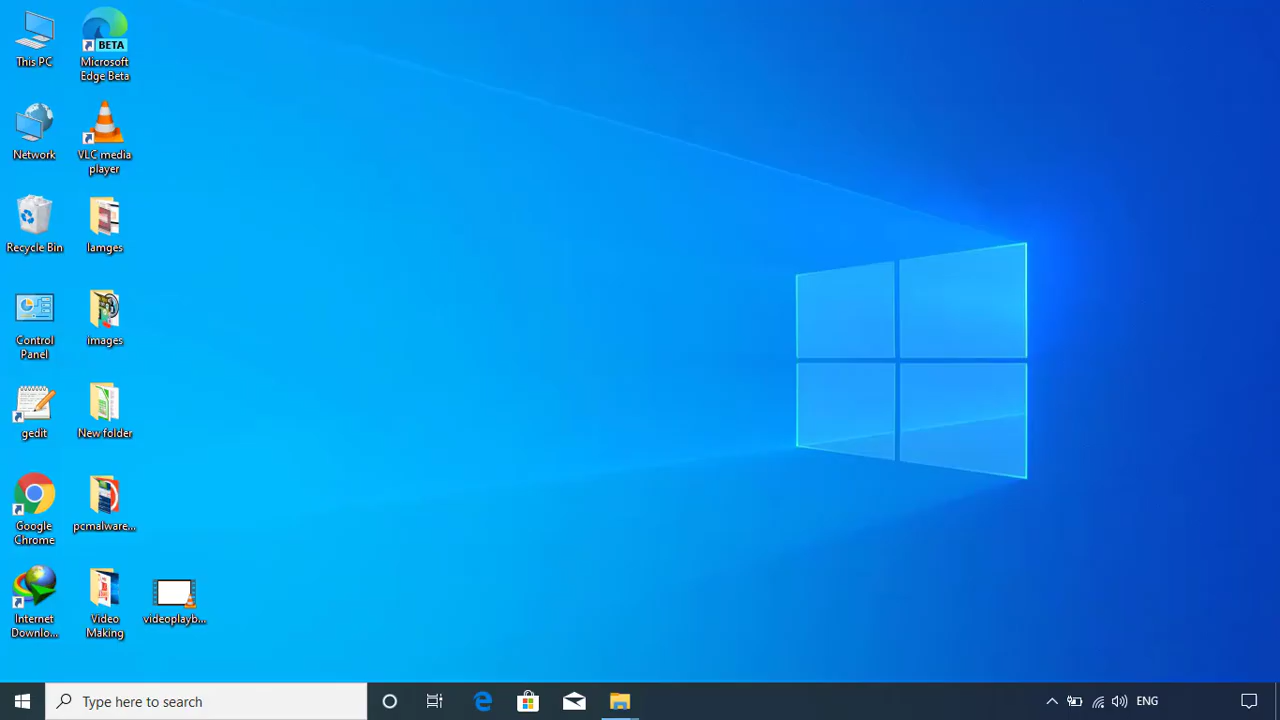 This PC
BETA
Microsoft
Edge Beta
Network
VLC media
player
Recycle Bin
Iamges
Control
Panel
images
gedit
New folder
Google
Chrome
pcmalware...
Internet
Downlo...
Video
Making
videoplayb...
Type here to search
ENG